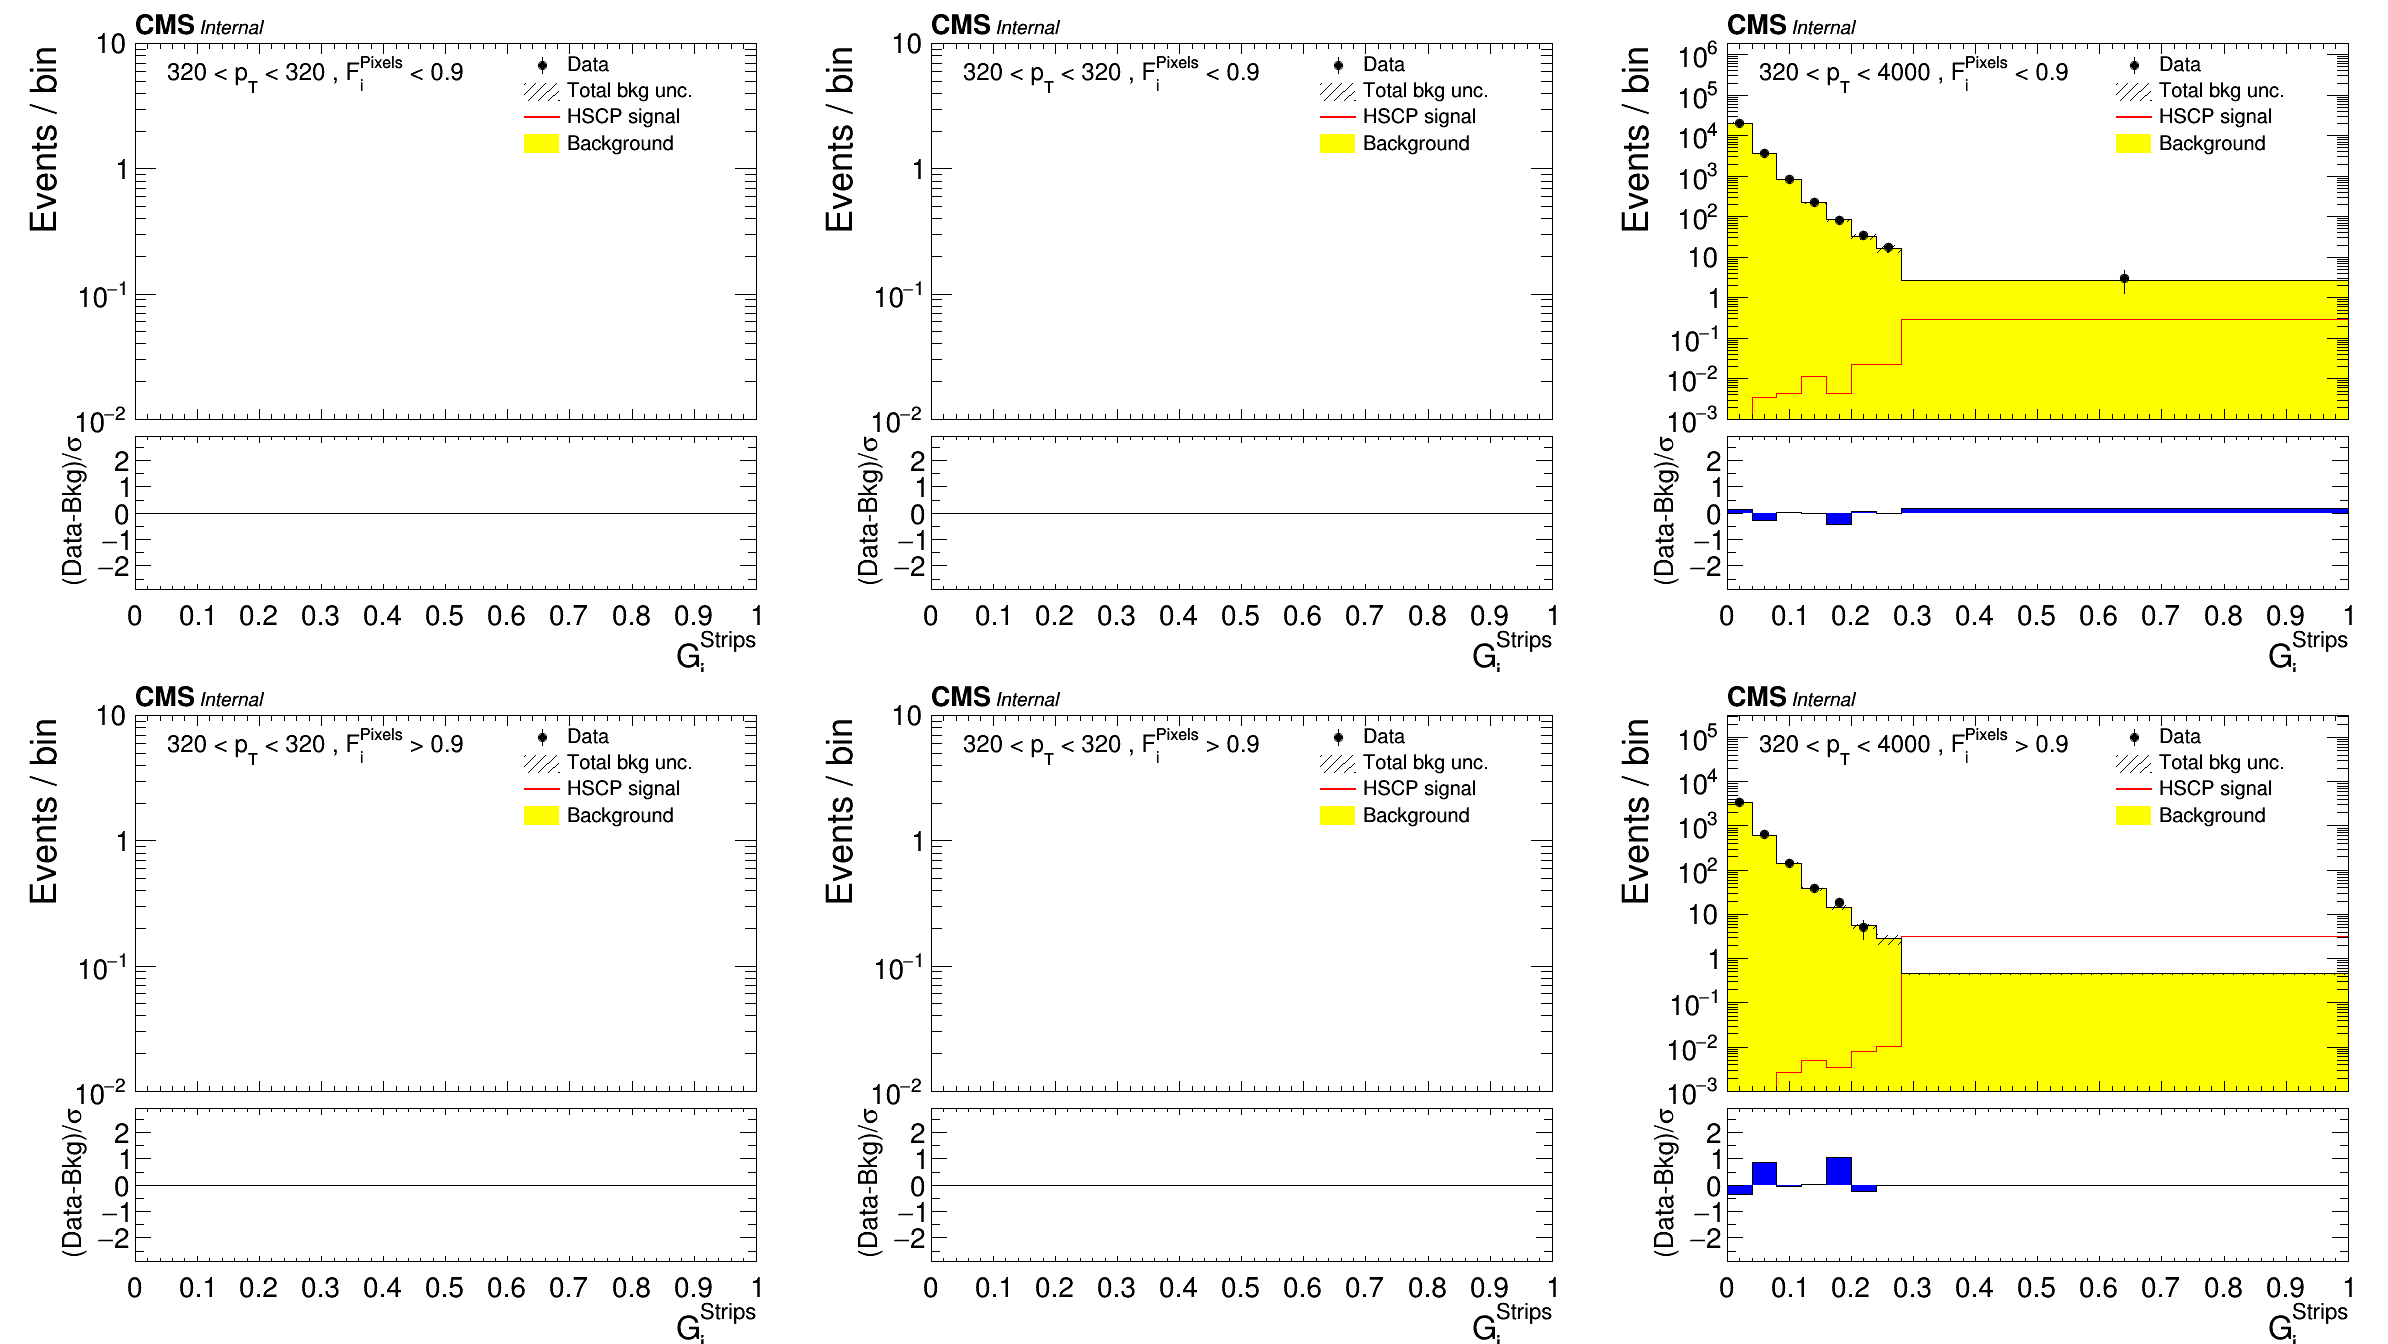 CMS Internal
Events / bin
320 < p_T < 320 , F_i^Pixels < 0.9
Data
Total bkg unc.
HSCP signal
Background
10
1
10^−1
10^−2
(Data-Bkg)/σ
2
1
0
−1
−2
0 0.1 0.2 0.3 0.4 0.5 0.6 0.7 0.8 0.9 1
G_i^Strips
CMS Internal
Events / bin
320 < p_T < 320 , F_i^Pixels < 0.9
Data
Total bkg unc.
HSCP signal
Background
10
1
10^−1
10^−2
(Data-Bkg)/σ
2
1
0
−1
−2
0 0.1 0.2 0.3 0.4 0.5 0.6 0.7 0.8 0.9 1
G_i^Strips
CMS Internal
Events / bin
320 < p_T < 4000 , F_i^Pixels < 0.9
Data
Total bkg unc.
HSCP signal
Background
10^6
10^5
10^4
10^3
10^2
10
1
10^−1
10^−2
10^−3
(Data-Bkg)/σ
2
1
0
−1
−2
0 0.1 0.2 0.3 0.4 0.5 0.6 0.7 0.8 0.9 1
G_i^Strips
CMS Internal
Events / bin
320 < p_T < 320 , F_i^Pixels > 0.9
Data
Total bkg unc.
HSCP signal
Background
10
1
10^−1
10^−2
(Data-Bkg)/σ
2
1
0
−1
−2
0 0.1 0.2 0.3 0.4 0.5 0.6 0.7 0.8 0.9 1
G_i^Strips
CMS Internal
Events / bin
320 < p_T < 320 , F_i^Pixels > 0.9
Data
Total bkg unc.
HSCP signal
Background
10
1
10^−1
10^−2
(Data-Bkg)/σ
2
1
0
−1
−2
0 0.1 0.2 0.3 0.4 0.5 0.6 0.7 0.8 0.9 1
G_i^Strips
CMS Internal
Events / bin
320 < p_T < 4000 , F_i^Pixels > 0.9
Data
Total bkg unc.
HSCP signal
Background
10^5
10^4
10^3
10^2
10
1
10^−1
10^−2
10^−3
(Data-Bkg)/σ
2
1
0
−1
−2
0 0.1 0.2 0.3 0.4 0.5 0.6 0.7 0.8 0.9 1
G_i^Strips